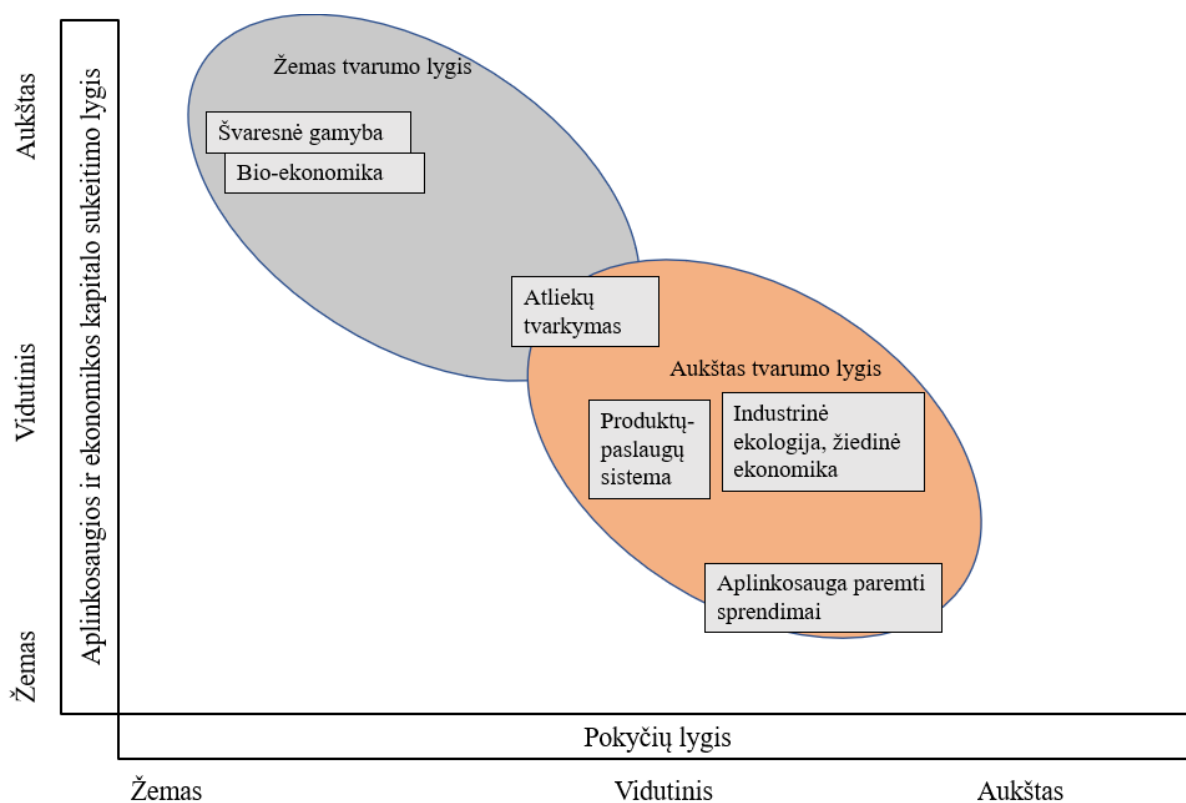 Aukštas
Vidutinis
Žemas
Aplinkosaugios ir ekonomikos kapitalo sukeitimo lygis
Žemas tvarumo lygis
Švaresnė gamyba
Bio-ekonomika
Atliekų
tvarkymas
Aukštas tvarumo lygis
Produktų-
paslaugų
sistema
Industrinė
ekologija, žiedinė
ekonomika
Aplinkosauga paremti
sprendimai
Pokyčių lygis
Žemas
Vidutinis
Aukštas